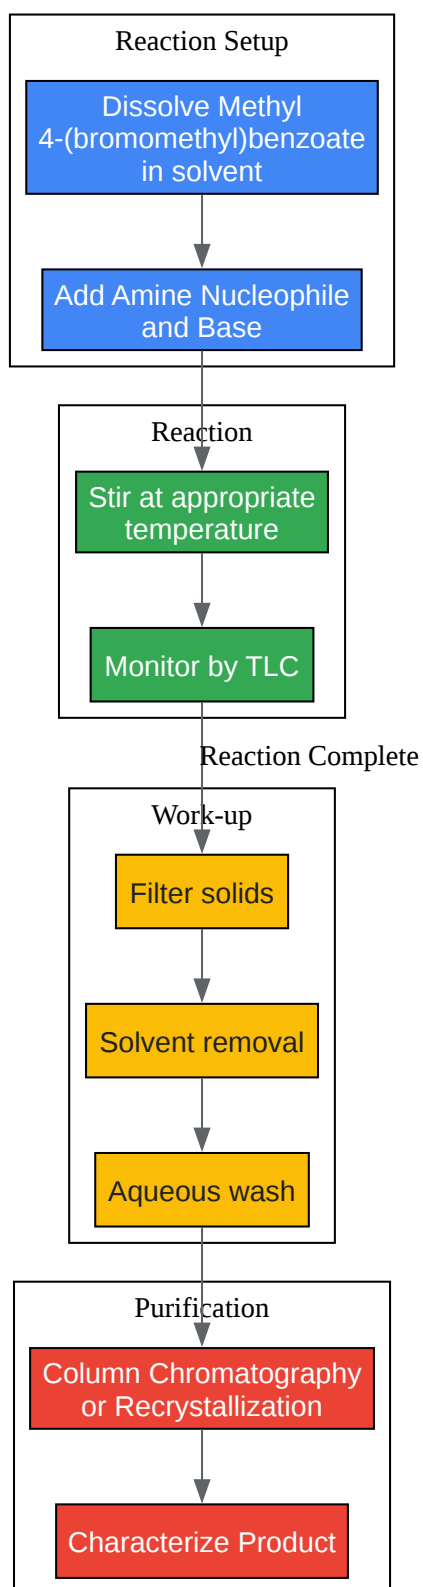 Reaction Setup
Dissolve Methyl
4-(bromomethyl)benzoate
in solvent
Add Amine Nucleophile
and Base
Reaction
Stir at appropriate
temperature
Monitor by TLC
Reaction Complete
Work-up
Filter solids
Solvent removal
Aqueous wash
Purification
Column Chromatography
or Recrystallization
Characterize Product